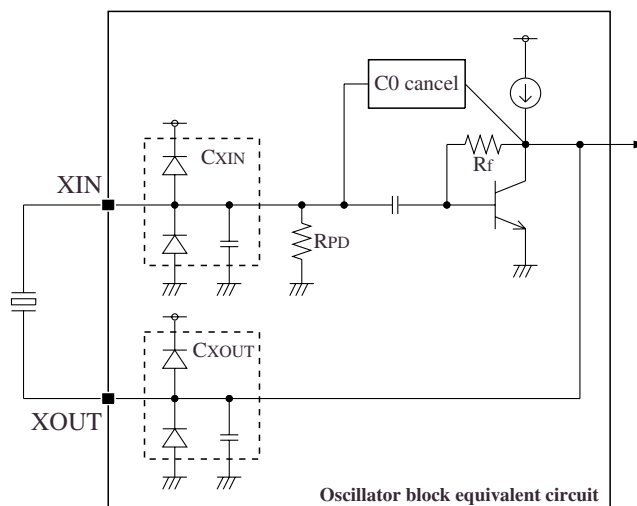 C0 cancel
CXIN
Rf
XIN
RPD
CXOUT
XOUT
Oscillator block equivalent circuit